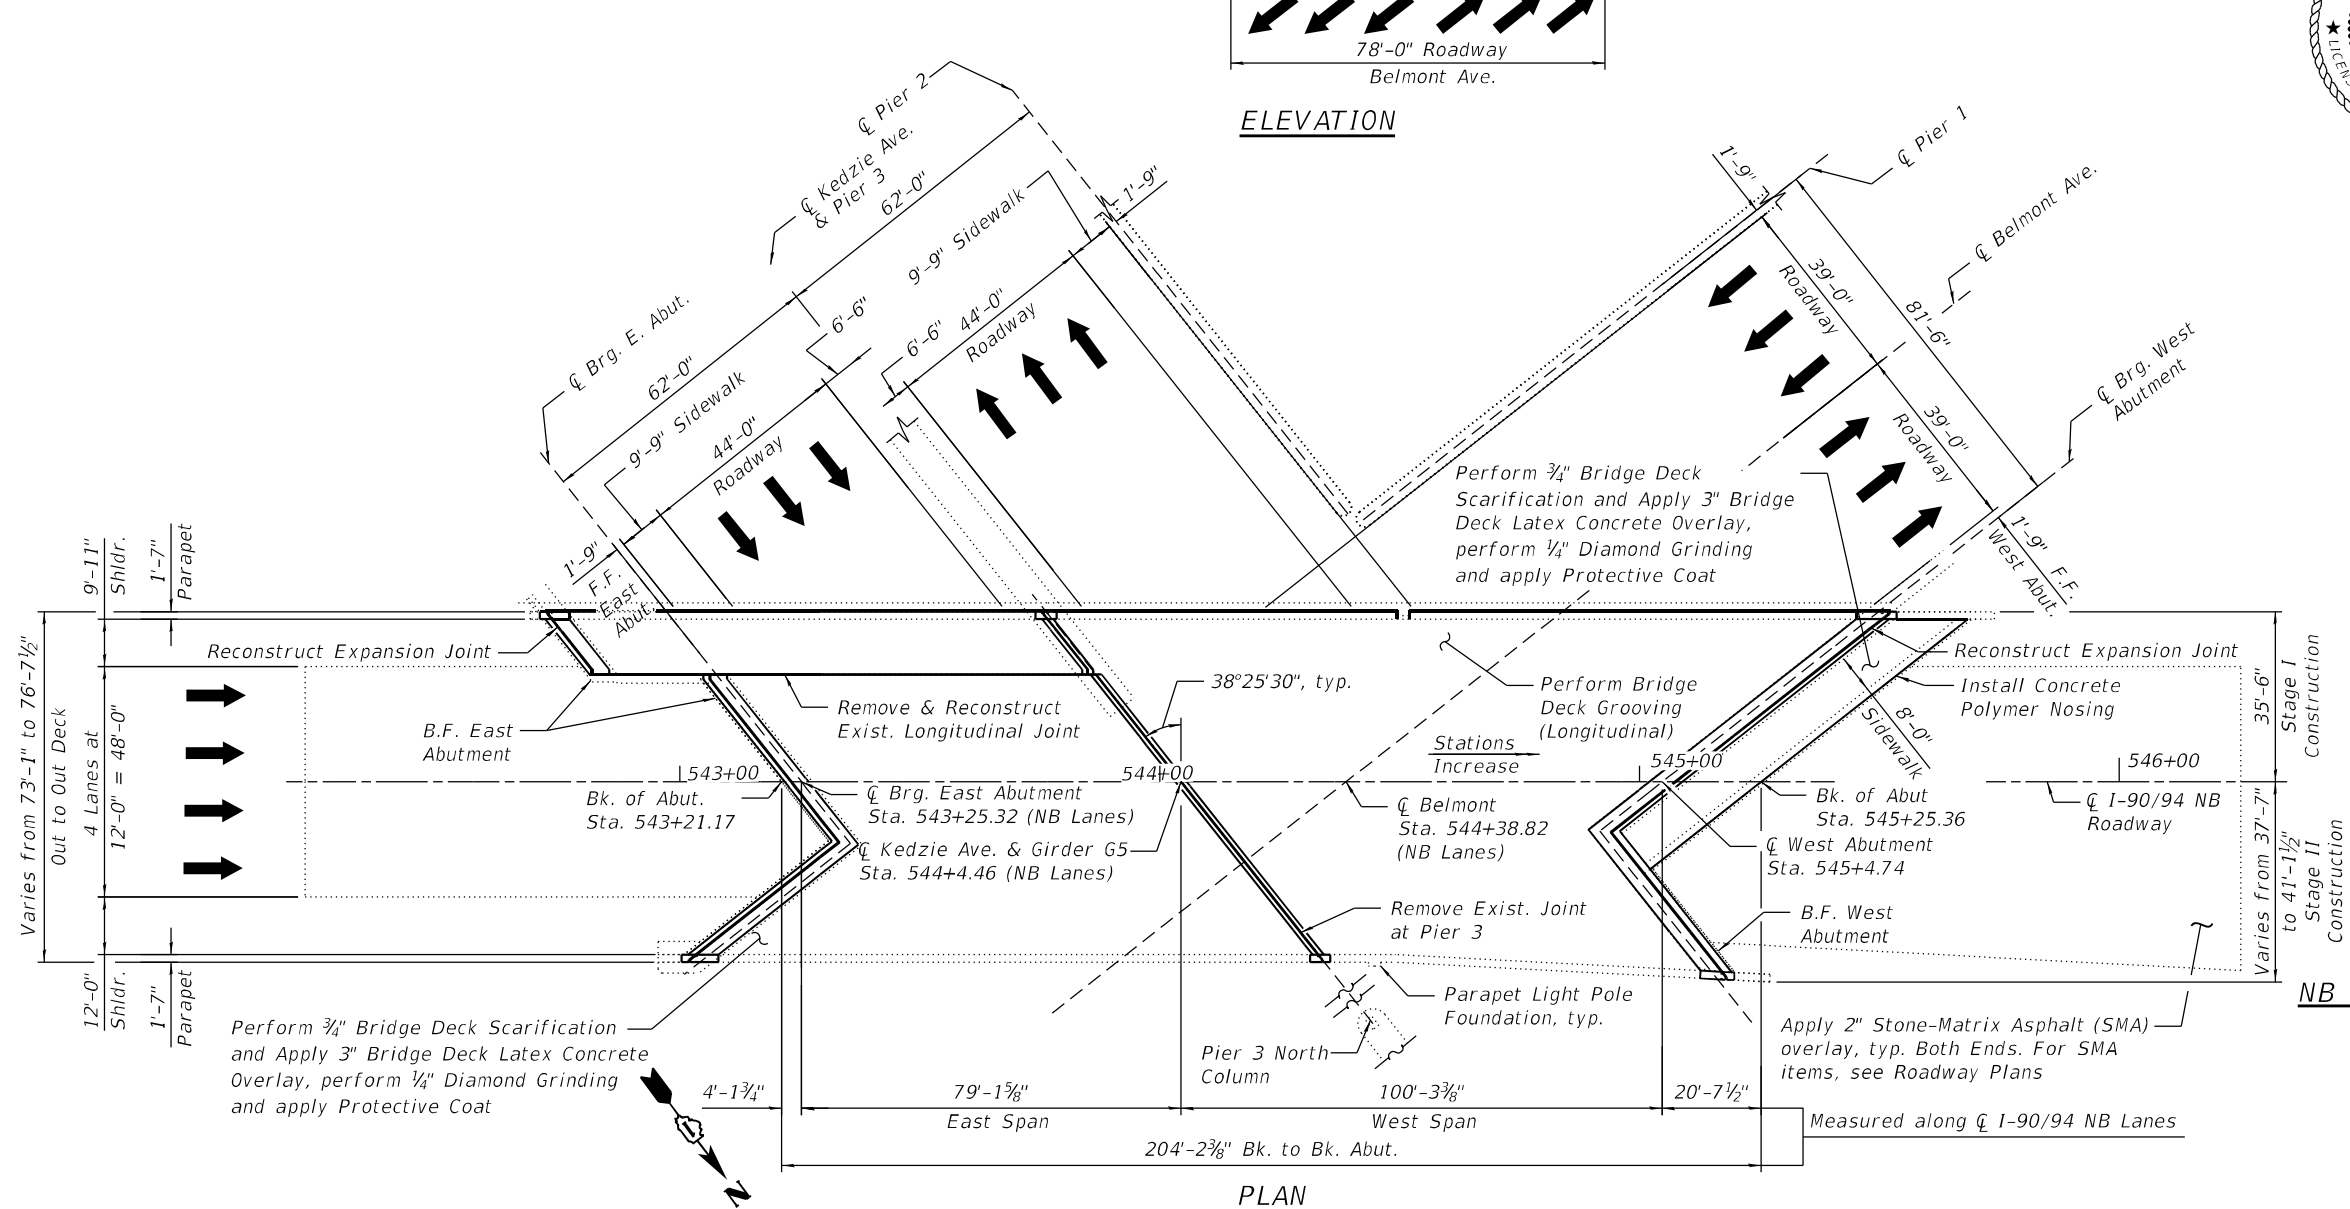 78'-0" Roadway
Belmont Ave.
ELEVATION
LICENS
℄ Pier 2
℄ Kedzie Ave.
& Pier 3
62'-0"
9'-9" Sidewalk
1'-9"
6'-6"
6'-6"
44'-0"
Roadway
℄ Brg. E. Abut.
62'-0"
9'-9" Sidewalk
44'-0"
Roadway
1'-9"
F.F.
East
Abut.
1'-9"
℄ Pier 1
℄ Belmont Ave.
39'-0"
Roadway
81'-6"
39'-0"
Roadway
℄ Brg. West
Abutment
1'-9"
F.F.
West Abut.
Perform ¾" Bridge Deck
Scarification and Apply 3" Bridge
Deck Latex Concrete Overlay,
perform ¼" Diamond Grinding
and apply Protective Coat
9'-11"
Shldr.
1'-7"
Parapet
Varies from 73'-1" to 76'-7½"
Out to Out Deck
4 Lanes at
12'-0" = 48'-0"
12'-0"
Shldr.
1'-7"
Parapet
Reconstruct Expansion Joint
B.F. East
Abutment
Remove & Reconstruct
Exist. Longitudinal Joint
38°25'30", typ.
Perform Bridge
Deck Grooving
(Longitudinal)
Stations
Increase
Reconstruct Expansion Joint
Install Concrete
Polymer Nosing
8'-0"
Sidewalk
35'-6"
Stage I
Construction
543+00
544+00
545+00
546+00
Bk. of Abut.
Sta. 543+21.17
℄ Brg. East Abutment
Sta. 543+25.32 (NB Lanes)
℄ Kedzie Ave. & Girder G5
Sta. 544+4.46 (NB Lanes)
℄ Belmont
Sta. 544+38.82
(NB Lanes)
Bk. of Abut
Sta. 545+25.36
℄ West Abutment
Sta. 545+4.74
℄ I-90/94 NB
Roadway
Varies from 37'-7"
to 41'-1½"
Stage II
Construction
Remove Exist. Joint
at Pier 3
B.F. West
Abutment
Parapet Light Pole
Foundation, typ.
Pier 3 North
Column
NB
Apply 2" Stone-Matrix Asphalt (SMA)
overlay, typ. Both Ends. For SMA
items, see Roadway Plans
Perform ¾" Bridge Deck Scarification
and Apply 3" Bridge Deck Latex Concrete
Overlay, perform ¼" Diamond Grinding
and apply Protective Coat
N
4'-1¾"
79'-1⅝"
East Span
100'-3⅜"
West Span
20'-7½"
Measured along ℄ I-90/94 NB Lanes
204'-2⅜" Bk. to Bk. Abut.
PLAN